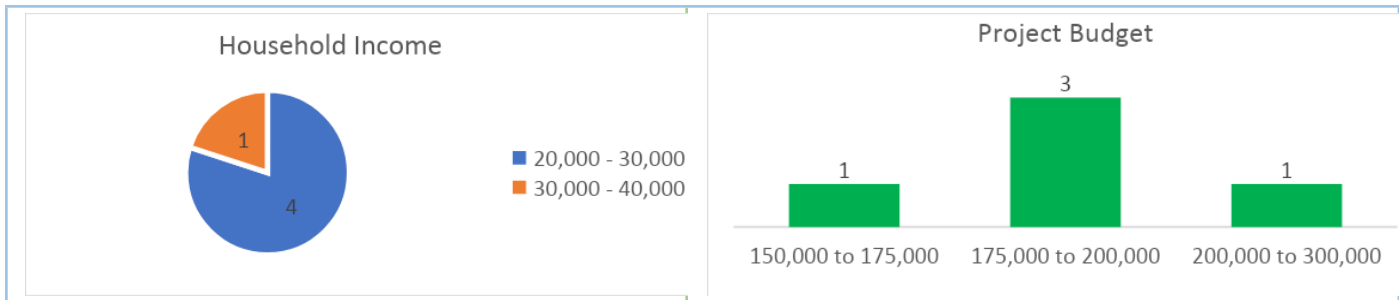 Household Income
1
4
20,000 - 30,000
30,000 - 40,000
Project Budget
1
3
1
150,000 to 175,000
175,000 to 200,000
200,000 to 300,000